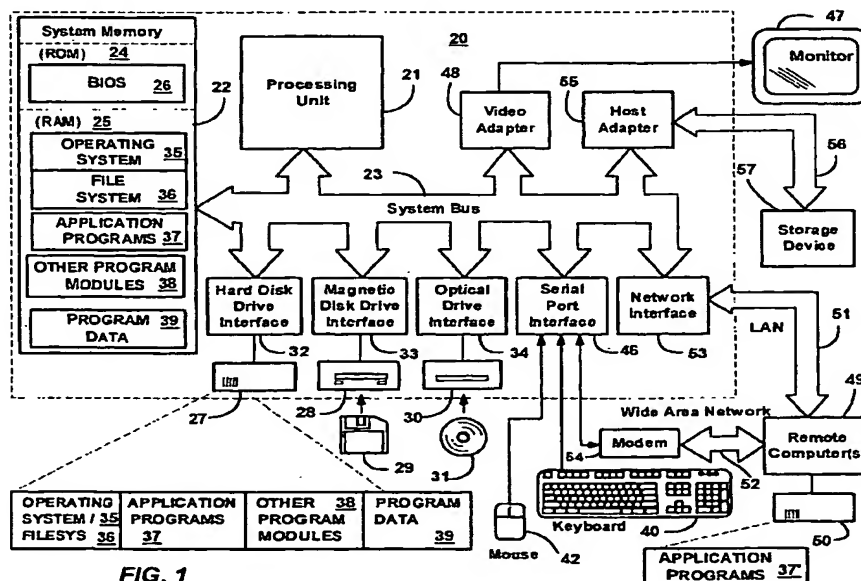 System Memory
(ROM) 24
BIOS
26
(RAM) 25
OPERATING
SYSTEM 35
FILE
SYSTEM 36
APPLICATION
PROGRAMS 37
OTHER PROGRAM
MODULES 38
PROGRAM
DATA 39
22
20
Processing
Unit
21
48
Video
Adapter
55
Host
Adapter
47
Monitor
56
57
Storage
Device
23
System Bus
Hard Disk
Drive
Interface
32
Magnetic
Disk Drive
Interface
33
Optical
Drive
Interface
34
Serial
Port
Interface
46
Network
Interface
53
51
LAN
49
Wide Area Network
Remote
Computer(s)
27
28
29
30
31
Modem
54
52
Keyboard
40
Mouse
42
50
OPERATING
SYSTEM / 35
FILESYS 36
APPLICATION
PROGRAMS
37
OTHER 38
PROGRAM
MODULES
PROGRAM
DATA
39
APPLICATION
PROGRAMS 37'
FIG. 1